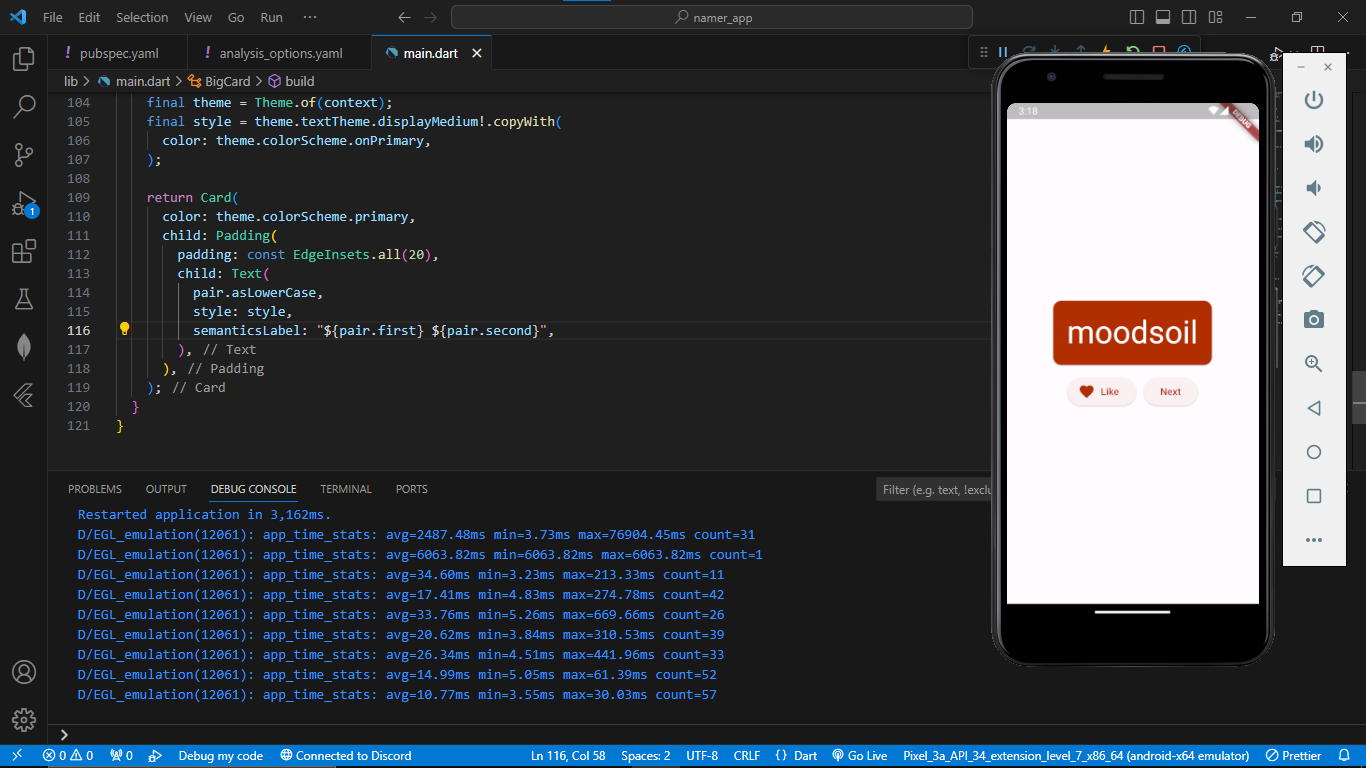 File Edit Selection View Go Run ··· namer_app
! pubspec.yaml ! analysis_options.yaml main.dart
lib > main.dart > BigCard > build
104 final theme = Theme.of(context);
105 final style = theme.textTheme.displayMedium!.copyWith(
106 color: theme.colorScheme.onPrimary,
107 );
108
109 return Card(
110 color: theme.colorScheme.primary,
111 child: Padding(
112 padding: const EdgeInsets.all(20),
113 child: Text(
114 pair.asLowerCase,
115 style: style,
116 semanticsLabel: "${pair.first} ${pair.second}",
117 ), // Text
118 ), // Padding
119 ); // Card
120 }
121 }
1
PROBLEMS OUTPUT DEBUG CONSOLE TERMINAL PORTS Filter (e.g. text, !exclu
Restarted application in 3,162ms.
D/EGL_emulation(12061): app_time_stats: avg=2487.48ms min=3.73ms max=76904.45ms count=31
D/EGL_emulation(12061): app_time_stats: avg=6063.82ms min=6063.82ms max=6063.82ms count=1
D/EGL_emulation(12061): app_time_stats: avg=34.60ms min=3.23ms max=213.33ms count=11
D/EGL_emulation(12061): app_time_stats: avg=17.41ms min=4.83ms max=274.78ms count=42
D/EGL_emulation(12061): app_time_stats: avg=33.76ms min=5.26ms max=669.66ms count=26
D/EGL_emulation(12061): app_time_stats: avg=20.62ms min=3.84ms max=310.53ms count=39
D/EGL_emulation(12061): app_time_stats: avg=26.34ms min=4.51ms max=441.96ms count=33
D/EGL_emulation(12061): app_time_stats: avg=14.99ms min=5.05ms max=61.39ms count=52
D/EGL_emulation(12061): app_time_stats: avg=10.77ms min=3.55ms max=30.03ms count=57
>
3:18
DEBUG
moodsoil
Like Next
0 0 0 Debug my code Connected to Discord Ln 116, Col 58 Spaces: 2 UTF-8 CRLF {} Dart Go Live Pixel_3a_API_34_extension_level_7_x86_64 (android-x64 emulator) Prettier